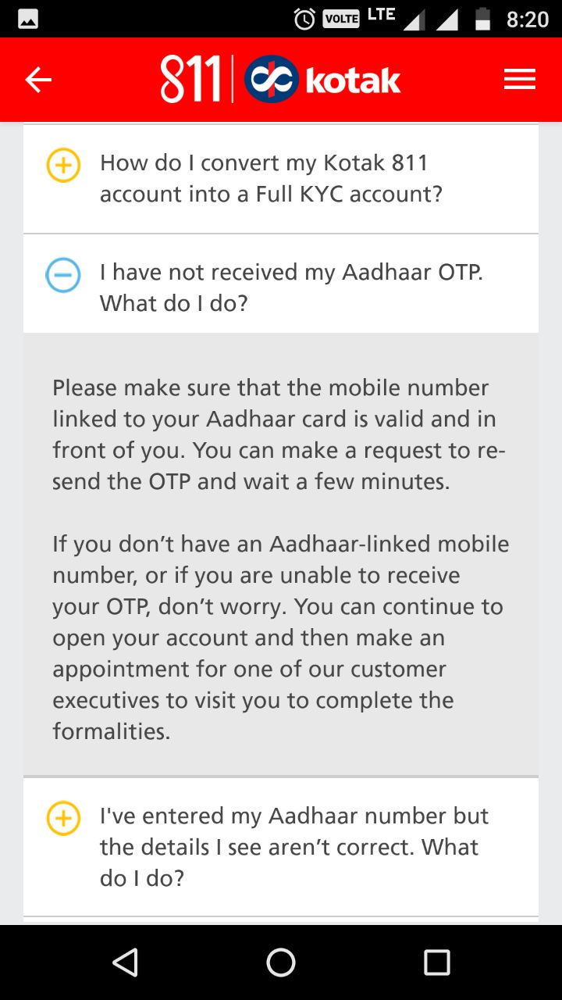 VOLTE LTE 8:20
811 kotak
How do I convert my Kotak 811
account into a Full KYC account?
I have not received my Aadhaar OTP.
What do I do?
Please make sure that the mobile number
linked to your Aadhaar card is valid and in
front of you. You can make a request to re-
send the OTP and wait a few minutes.
If you don’t have an Aadhaar-linked mobile
number, or if you are unable to receive
your OTP, don’t worry. You can continue to
open your account and then make an
appointment for one of our customer
executives to visit you to complete the
formalities.
I've entered my Aadhaar number but
the details I see aren’t correct. What
do I do?